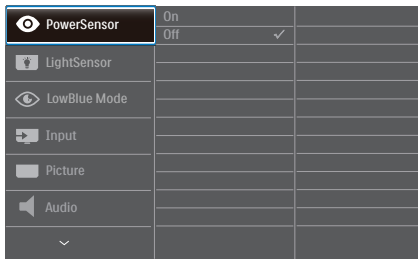 PowerSensor
On
Off
LightSensor
LowBlue Mode
Input
Picture
Audio